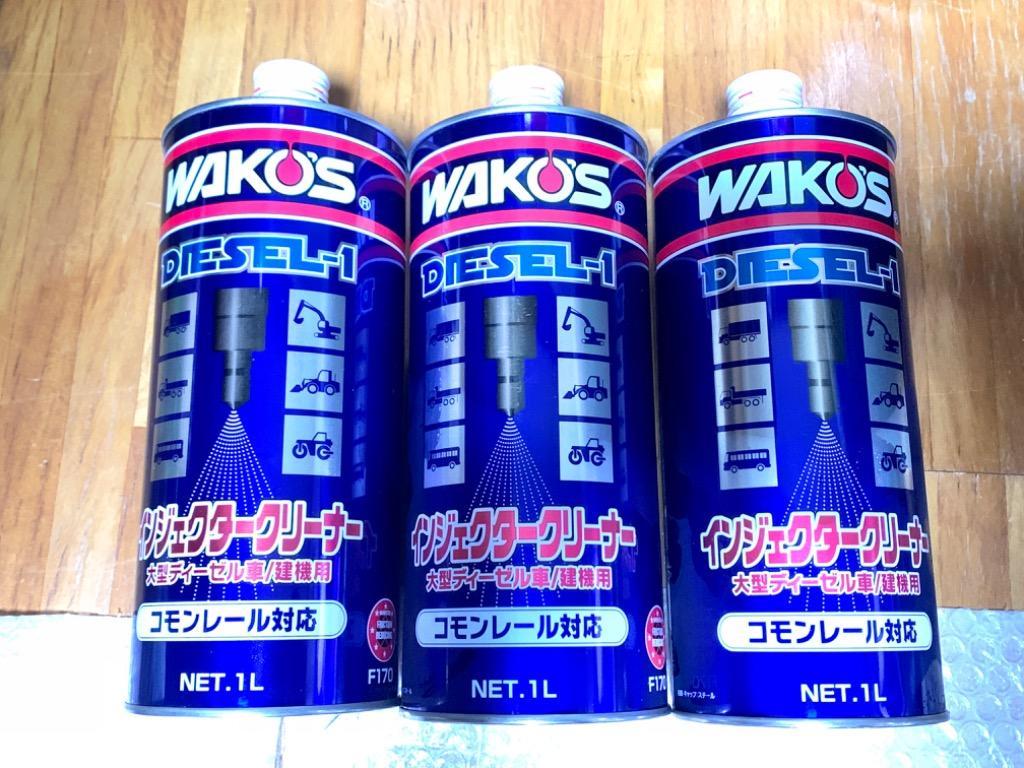 WAKO'S®
DIESEL-1
インジェクタークリーナー
大型ディーゼル車/建機用
コモンレール対応
F170
NET.1L
WAKO'S®
DIESEL-1
インジェクタークリーナー
大型ディーゼル車/建機用
コモンレール対応
F170
NET.1L
WAKO'S®
DIESEL-1
インジェクタークリーナー
大型ディーゼル車/建機用
コモンレール対応
NET.1L